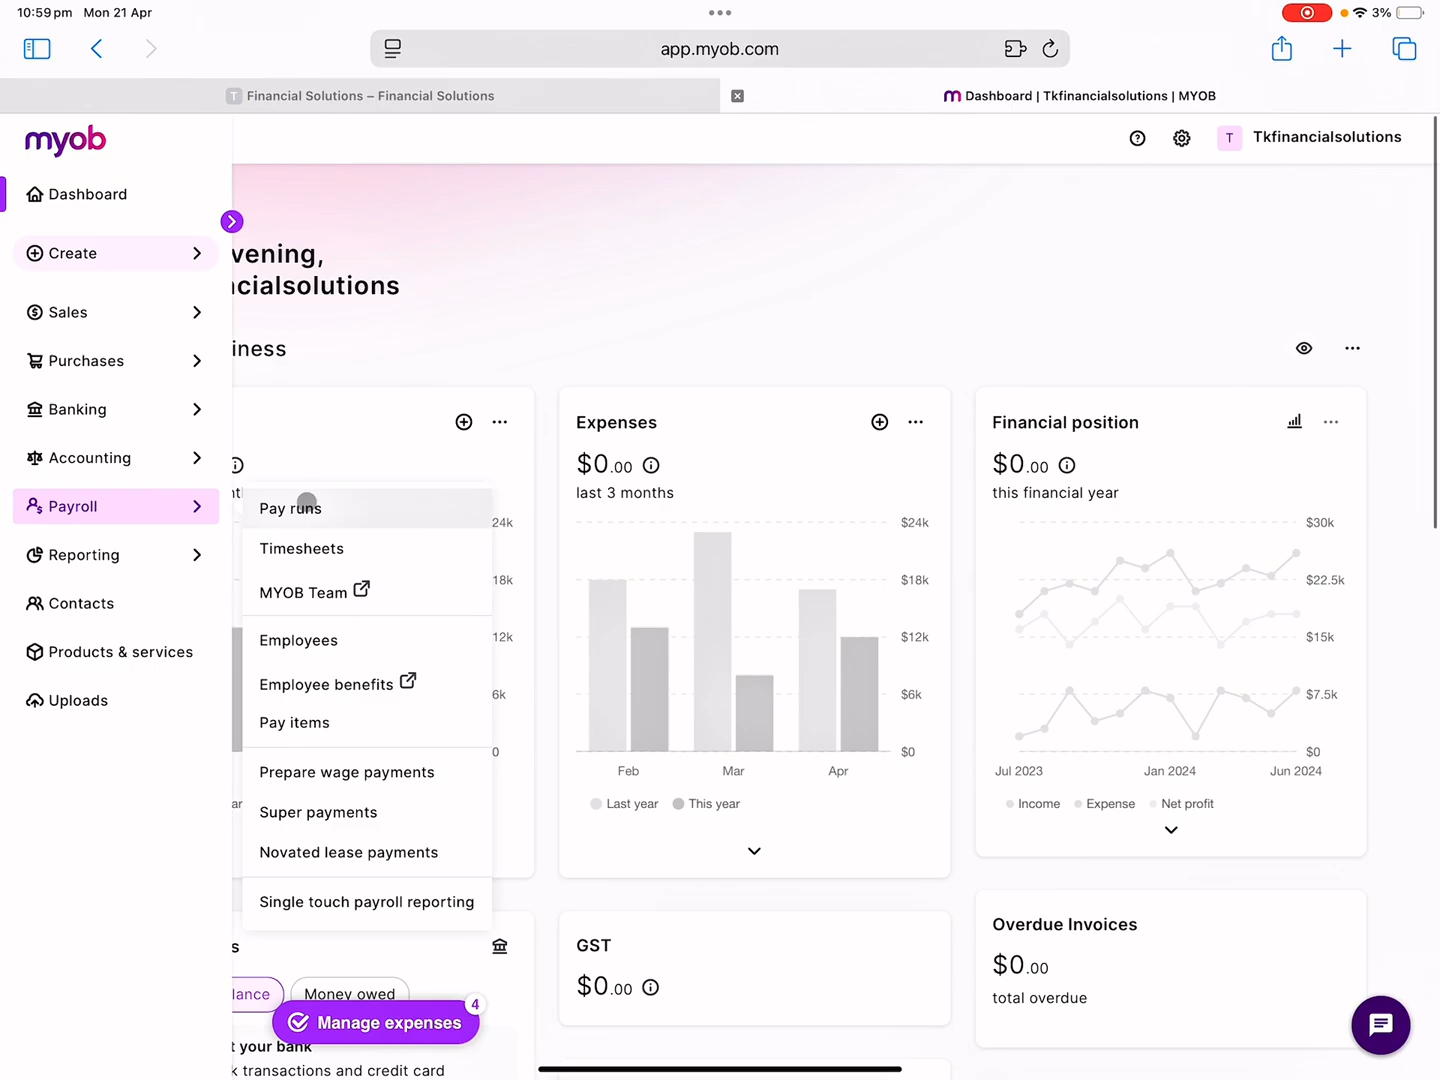 10:59 pm Mon 21 Apr
3%
app.myob.com
T Financial Solutions – Financial Solutions
Dashboard | Tkfinancialsolutions | MYOB
myob
T Tkfinancialsolutions
Dashboard
Create
Sales
Purchases
Banking
Accounting
Payroll
Reporting
Contacts
Products & services
Uploads
vening,
ncialsolutions
iness
Pay runs
Timesheets
MYOB Team
Employees
Employee benefits
Pay items
Prepare wage payments
Super payments
Novated lease payments
Single touch payroll reporting
24k
18k
12k
6k
0
ar
Expenses
$0.00
last 3 months
$24k
$18k
$12k
$6k
$0
Feb Mar Apr
Last year This year
Financial position
$0.00
this financial year
$30k
$22.5k
$15k
$7.5k
$0
Jul 2023 Jan 2024 Jun 2024
Income Expense Net profit
s
lance Money owed
Manage expenses 4
t your bank
k transactions and credit card
GST
$0.00
Overdue Invoices
$0.00
total overdue